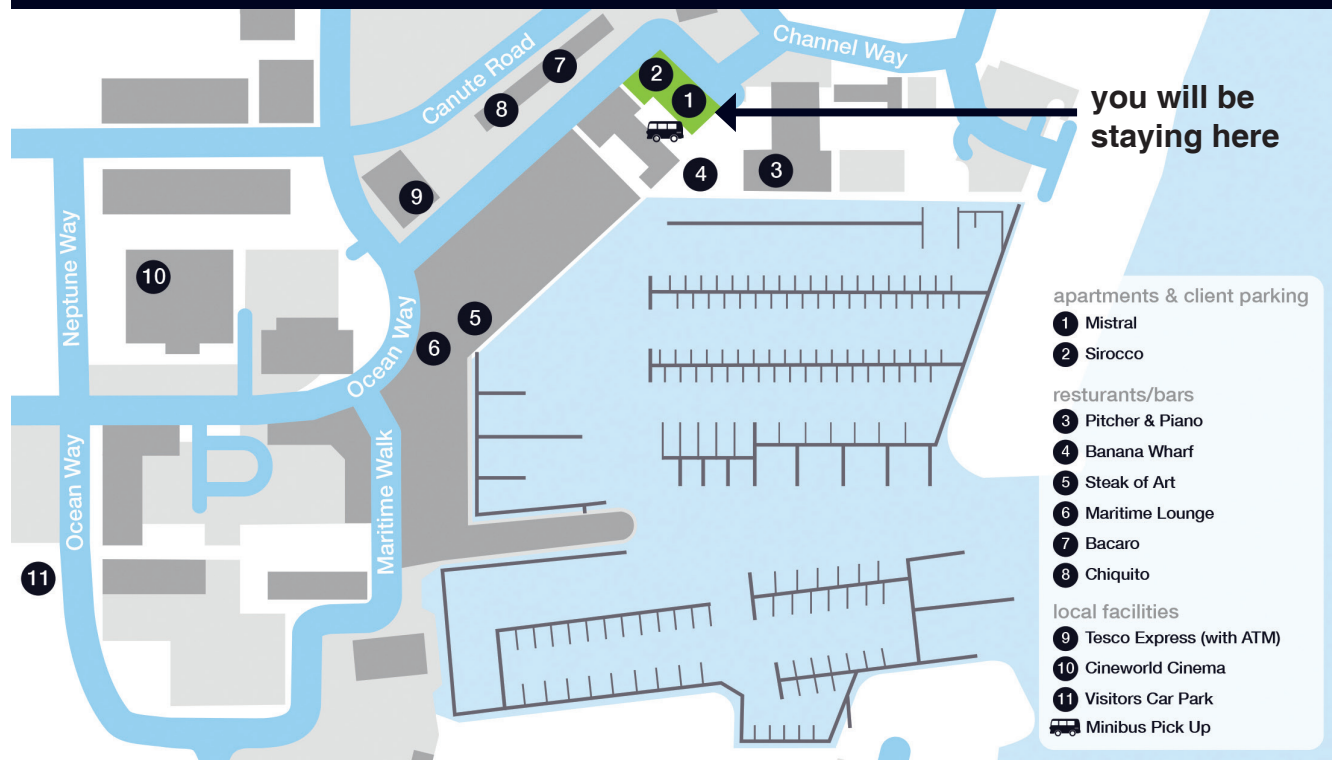 Canute Road
Channel Way
7
8
2
1
you will be
staying here
9
4
3
Neptune Way
10
Ocean Way
5
6
Ocean Way
Maritime Walk
11
apartments & client parking
1 Mistral
2 Sirocco
resturants/bars
3 Pitcher & Piano
4 Banana Wharf
5 Steak of Art
6 Maritime Lounge
7 Bacaro
8 Chiquito
local facilities
9 Tesco Express (with ATM)
10 Cineworld Cinema
11 Visitors Car Park
Minibus Pick Up